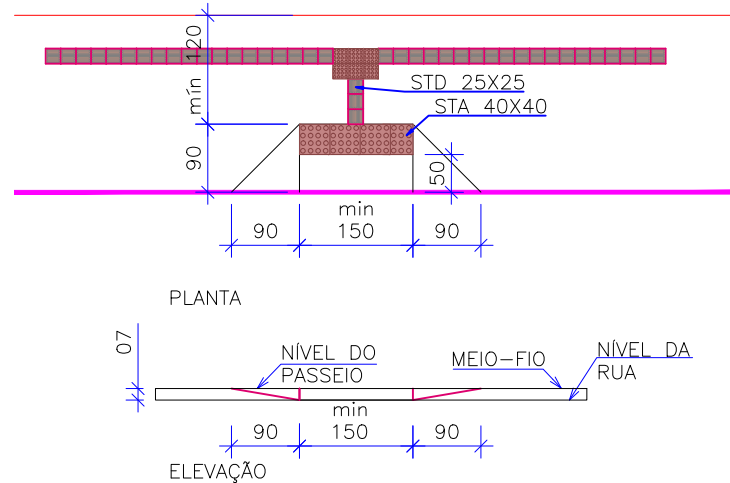 120
mín
STD 25X25
STA 40X40
90
50
min
90
150
90
PLANTA
07
NÍVEL DO
PASSEIO
MEIO-FIO
NÍVEL DA
RUA
min
90
150
90
ELEVAÇÃO